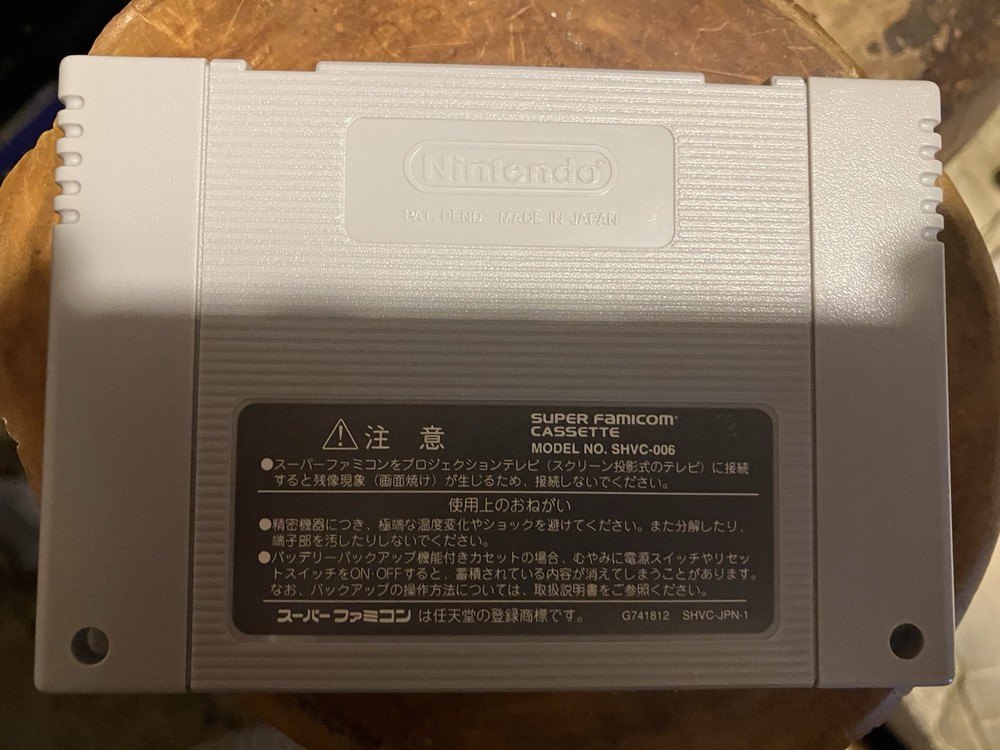 Nintendo®
PAT. PEND. MADE IN JAPAN
注 意
SUPER FAMICOM®
CASSETTE
MODEL NO. SHVC-006
●スーパーファミコンをプロジェクションテレビ（スクリーン投影式のテレビ）に接続
すると残像現象（画面焼け）が生じるため、接続しないでください。
使用上のおねがい
●精密機器につき、極端な温度変化やショックを避けてください。また分解したり、
端子部を汚したりしないでください。
●バッテリーバックアップ機能付きカセットの場合、むやみに電源スイッチやリセッ
トスイッチをON・OFFすると、蓄積されている内容が消えてしまうことがあります。
なお、バックアップの操作方法については、取扱説明書をご参照ください。
スーパーファミコン は任天堂の登録商標です。 G741812 SHVC-JPN-1